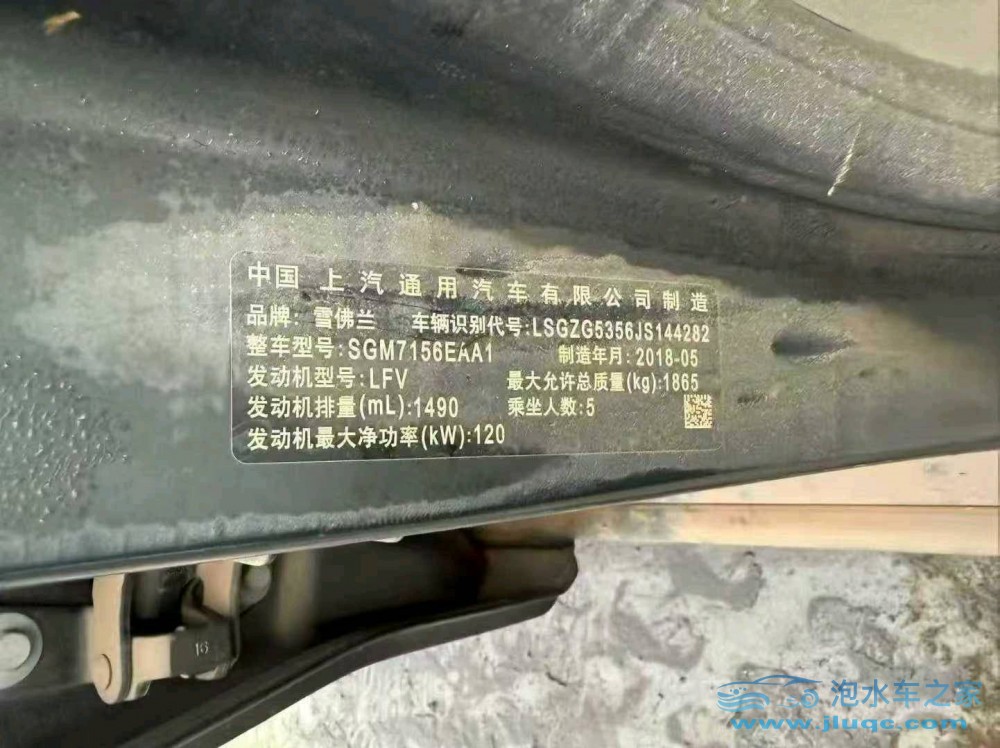 中国 上汽通用汽车有限公司制造
品牌: 雪佛兰 车辆识别代号:LSGZG5356JS144282
整车型号:SGM7156EAA1 制造年月:2018-05
发动机型号:LFV 最大允许总质量(kg):1865
发动机排量(mL):1490 乘坐人数:5
发动机最大净功率(kW):120
16
泡水车之家
www.jluqc.com